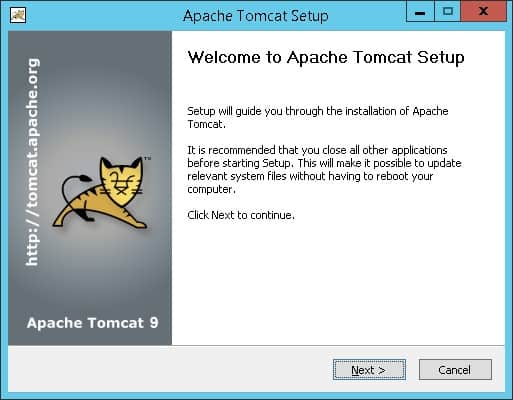 Apache Tomcat Setup
http://tomcat.apache.org
Welcome to Apache Tomcat Setup
Setup will guide you through the installation of Apache
Tomcat.
It is recommended that you close all other applications
before starting Setup. This will make it possible to update
relevant system files without having to reboot your
computer.
Click Next to continue.
TM
Apache Tomcat 9
Next >
Cancel